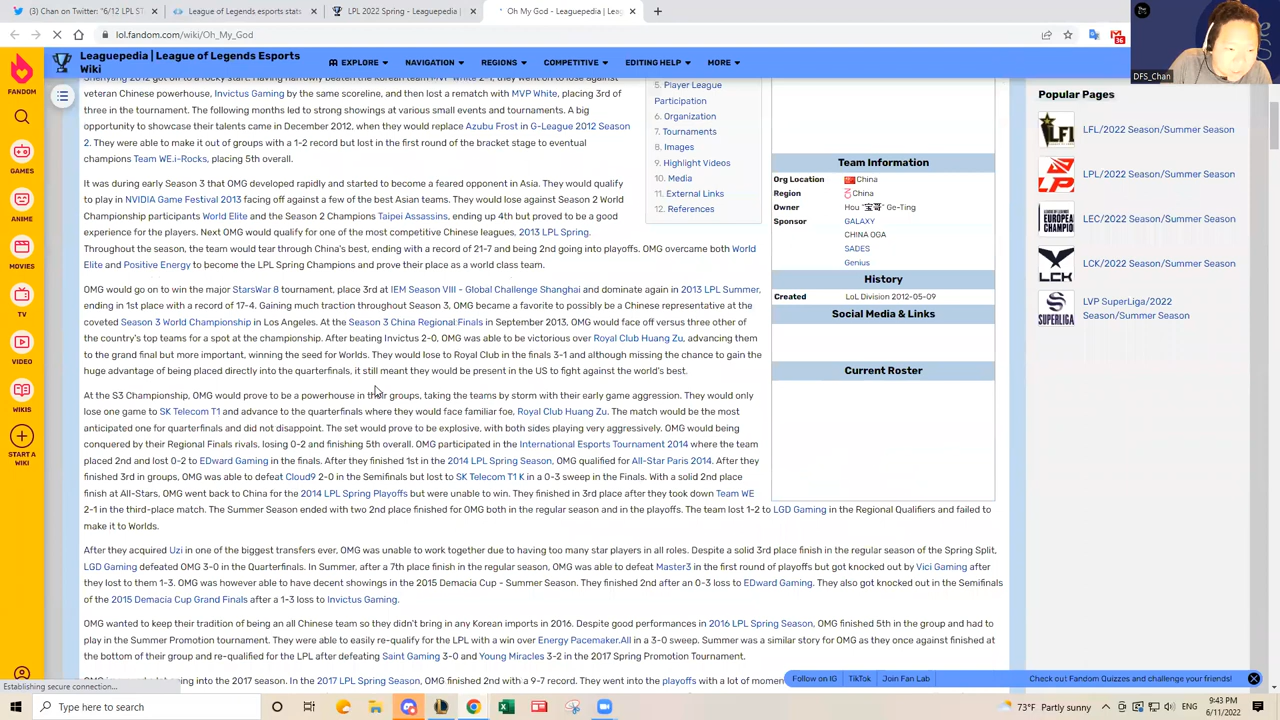 (3) Chan on Twitter: "6/11 LPL ST
League of Legends esports stats
LPL 2022 Spring - Leaguepedia |
Oh My God - Leaguepedia | Leag
lol.fandom.com/wiki/Oh_My_God
36
DFS_Chan
FANDOM
GAMES
ANIME
MOVIES
TV
VIDEO
WIKIS
START A
WIKI
Leaguepedia | League of Legends Esports
Wiki
EXPLORE
NAVIGATION
REGIONS
COMPETITIVE
EDITING HELP
MORE
veteran Chinese powerhouse, Invictus Gaming by the same scoreline, and then lost a rematch with MVP White, placing 3rd of
three in the tournament. The following months led to strong showings at various small events and tournaments. A big
opportunity to showcase their talents came in December 2012, when they would replace Azubu Frost in G-League 2012 Season
2. They were able to make it out of groups with a 1-2 record but lost in the first round of the bracket stage to eventual
champions Team WE.i-Rocks, placing 5th overall.
It was during early Season 3 that OMG developed rapidly and started to become a feared opponent in Asia. They would qualify
to play in NVIDIA Game Festival 2013 facing off against a few of the best Asian teams. They would lose against Season 2 World
Championship participants World Elite and the Season 2 Champions Taipei Assassins, ending up 4th but proved to be a good
experience for the players. Next OMG would qualify for one of the most competitive Chinese leagues, 2013 LPL Spring.
Throughout the season, the team would tear through China's best, ending with a record of 21-7 and being 2nd going into playoffs. OMG overcame both World
Elite and Positive Energy to become the LPL Spring Champions and prove their place as a world class team.
OMG would go on to win the major StarsWar 8 tournament, place 3rd at IEM Season VIII - Global Challenge Shanghai and dominate again in 2013 LPL Summer,
ending in 1st place with a record of 17-4. Gaining much traction throughout Season 3, OMG became a favorite to possibly be a Chinese representative at the
coveted Season 3 World Championship in Los Angeles. At the Season 3 China Regional Finals in September 2013, OMG would face off versus three other of
the country's top teams for a spot at the championship. After beating Invictus 2-0, OMG was able to be victorious over Royal Club Huang Zu, advancing them
to the grand final but more important, winning the seed for Worlds. They would lose to Royal Club in the finals 3-1 and although missing the chance to gain the
huge advantage of being placed directly into the quarterfinals, it still meant they would be present in the US to fight against the world's best.
At the S3 Championship, OMG would prove to be a powerhouse in their groups, taking the teams by storm with their early game aggression. They would only
lose one game to SK Telecom T1 and advance to the quarterfinals where they would face familiar foe, Royal Club Huang Zu. The match would be the most
anticipated one for quarterfinals and did not disappoint. The set would prove to be explosive, with both sides playing very aggressively. OMG would being
conquered by their Regional Finals rivals, losing 0-2 and finishing 5th overall. OMG participated in the International Esports Tournament 2014 where the team
placed 2nd and lost 0-2 to EDward Gaming in the finals. After they finished 1st in the 2014 LPL Spring Season, OMG qualified for All-Star Paris 2014. After they
finished 3rd in groups, OMG was able to defeat Cloud9 2-0 in the Semifinals but lost to SK Telecom T1 K in a 0-3 sweep in the Finals. With a solid 2nd place
finish at All-Stars. OMG went back to China for the 2014 LPL Spring Playoffs but were unable to win. They finished in 3rd place after they took down Team WE
2-1 in the third-place match. The Summer Season ended with two 2nd place finished for OMG both in the regular season and in the playoffs. The team lost 1-2 to LGD Gaming in the Regional Qualifiers and failed to
make it to Worlds.
After they acquired Uzi in one of the biggest transfers ever, OMG was unable to work together due to having too many star players in all roles. Despite a solid 3rd place finish in the regular season of the Spring Split,
LGD Gaming defeated OMG 3-0 in the Quarterfinals. In Summer, after a 7th place finish in the regular season, OMG was able to defeat Master3 in the first round of playoffs but got knocked out by Vici Gaming after
they lost to them 1-3. OMG was however able to have decent showings in the 2015 Demacia Cup - Summer Season. They finished 2nd after an 0-3 loss to EDward Gaming. They also got knocked out in the Semifinals
of the 2015 Demacia Cup Grand Finals after a 1-3 loss to Invictus Gaming.
OMG wanted to keep their tradition of being an all Chinese team so they didn't bring in any Korean imports in 2016. Despite good performances in 2016 LPL Spring Season, OMG finished 5th in the group and had to
play in the Summer Promotion tournament. They were able to easily re-qualify for the LPL with a win over Energy Pacemaker.All in a 3-0 sweep. Summer was a similar story for OMG as they once against finished at
the bottom of their group and re-qualified for the LPL after defeating Saint Gaming 3-0 and Young Miracles 3-2 in the 2017 Spring Promotion Tournament.
into the 2017 season. In the 2017 LPL Spring Season, OMG finished 2nd with a 9-7 record. They went into the playoffs with a lot of momen
5. Player League
Participation
6. Organization
7. Tournaments
8. Images
9. Highlight Videos
10. Media
11. External Links
12. References
Team Information
Org Location China
Region China
Owner Hou "宝哥" Ge-Ting
Sponsor GALAXY
CHINA OGA
SADES
Genius
History
Created LoL Division 2012-05-09
Social Media & Links
Current Roster
Popular Pages
LFL/2022 Season/Summer Season
LPL/2022 Season/Summer Season
LEC/2022 Season/Summer Season
LCK/2022 Season/Summer Season
LVP SuperLiga/2022
Season/Summer Season
Follow on IG
TikTok
Join Fan Lab
Check out Fandom Quizzes and challenge your friends!
Establishing secure connection...
Type here to search
73°F Partly sunny
9:43 PM
6/11/2022